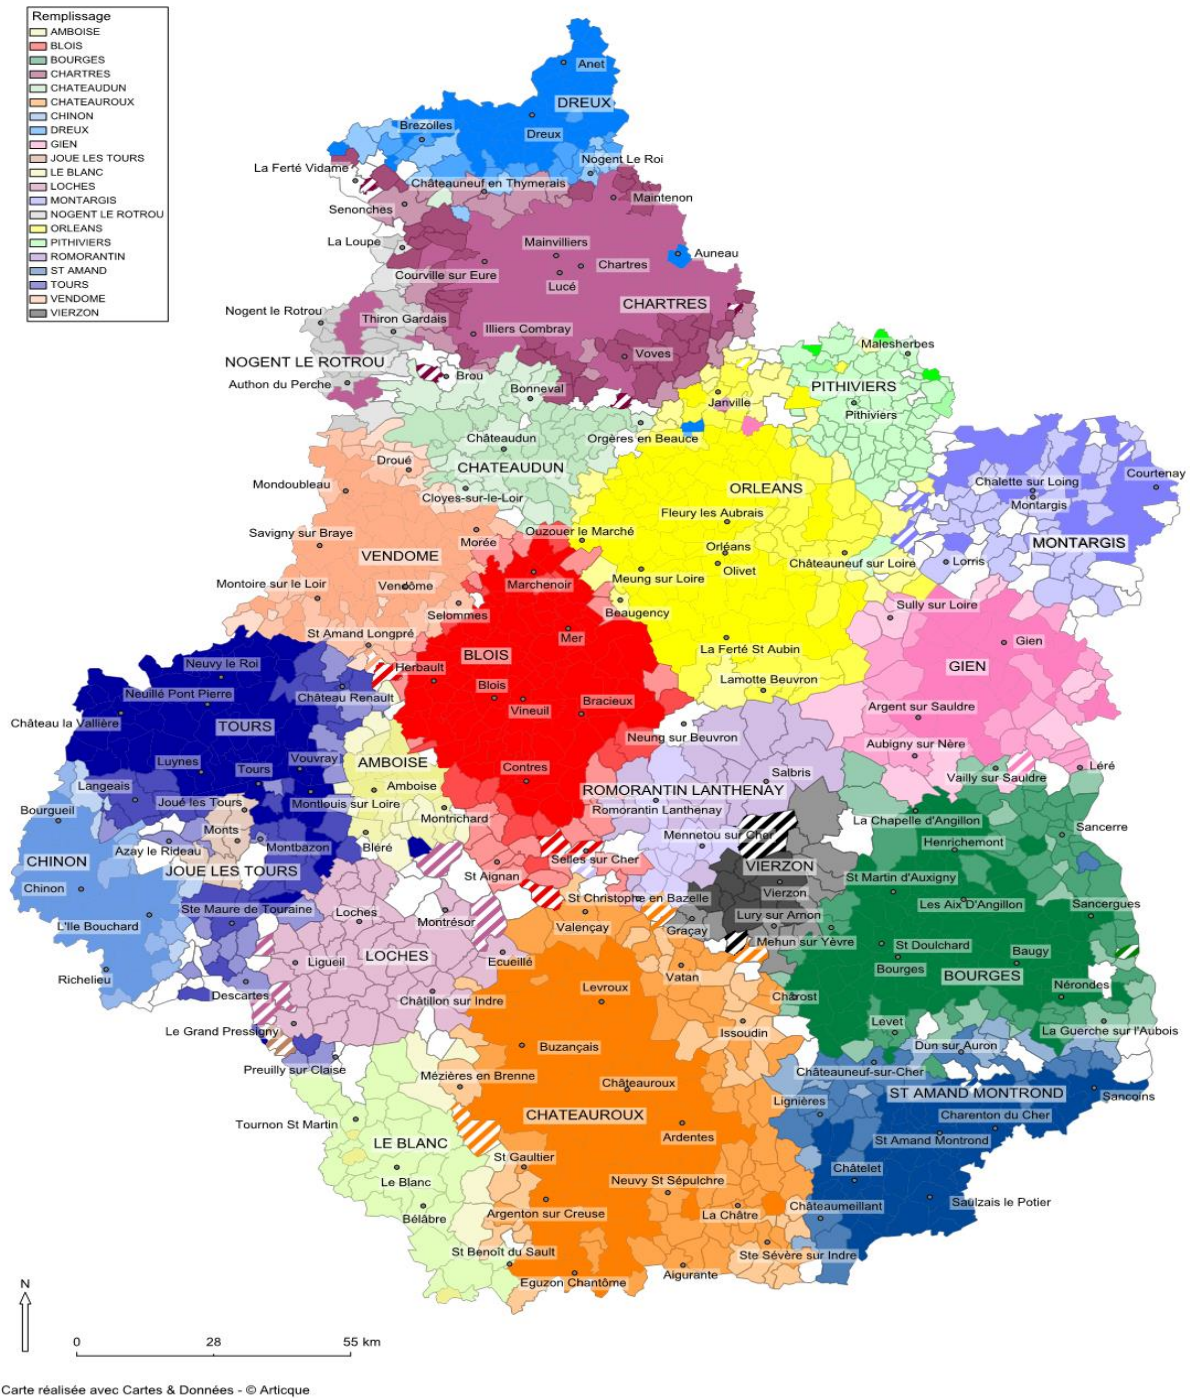 Remplissage
AMBOISE
BLOIS
BOURGES
CHARTRES
CHATEAUDUN
CHATEAUROUX
CHINON
DREUX
GIEN
JOUE LES TOURS
LE BLANC
LOCHES
MONTARGIS
NOGENT LE ROTROU
ORLEANS
PITHIVIERS
ROMORANTIN
ST AMAND
TOURS
VENDOME
VIERZON
Anet
DREUX
Brezolles
Dreux
Nogent Le Roi
La Ferté Vidame
Châteauneuf en Thymerais
Maintenon
Senonches
La Loupe
Mainvilliers
Auneau
Courville sur Eure
Chartres
Lucé
CHARTRES
Nogent le Rotrou
Thiron Gardais
Illiers Combray
Malesherbes
Voves
NOGENT LE ROTROU
Brou
PITHIVIERS
Authon du Perche
Bonneval
Janville
Pithiviers
Châteaudun
Orgères en Beauce
Droué
CHATEAUDUN
Courtenay
Mondoubleau
Chalette sur Loing
ORLEANS
Cloyes-sur-le-Loir
Montargis
Fleury les Aubrais
Savigny sur Braye
Morée
Ouzouer le Marché
MONTARGIS
VENDOME
Orléans
Olivet
Châteauneuf sur Loire
Lorris
Montoire sur le Loir
Vendôme
Marchenoir
Meung sur Loire
Selommes
Beaugency
Sully sur Loire
St Amand Longpré
Mer
La Ferté St Aubin
Gien
BLOIS
Neuvy le Roi
Herbault
GIEN
Neuillé Pont Pierre
Château Renault
Blois
Lamotte Beuvron
Château la Vallière
TOURS
Vineuil
Bracieux
Argent sur Sauldre
Neung sur Beuvron
Aubigny sur Nère
Luynes
Vouvray
AMBOISE
Tours
Contres
Salbris
Vailly sur Sauldre
Léré
Langeais
Amboise
ROMORANTIN LANTHENAY
Bourgueil
Joué les Tours
Montlouis sur Loire
Romorantin Lanthenay
Montrichard
La Chapelle d'Angillon
Monts
Mennetou sur Cher
Sancerre
Azay le Rideau
Montbazon
Bléré
Henrichemont
CHINON
JOUE LES TOURS
Selles sur Cher
VIERZON
St Aignan
Chinon
Vierzon
St Martin d'Auxigny
St Christophe en Bazelle
Les Aix D'Angillon
Ste Maure de Touraine
Loches
Montrésor
Sancergues
L'Ile Bouchard
Valençay
Graçay
Lury sur Arnon
Mehun sur Yèvre
St Doulchard
LOCHES
Ligueil
Ecueillé
Baugy
Bourges
Richelieu
Vatan
BOURGES
Descartes
Châtillon sur Indre
Levroux
Nérondes
Le Grand Pressigny
Issoudun
Levet
La Guerche sur l'Aubois
Buzançais
Dun sur Auron
Preuilly sur Claise
Châteauneuf-sur-Cher
Mézières en Brenne
Châteauroux
ST AMAND MONTROND
Sancoins
CHATEAUROUX
Lignières
Charenton du Cher
Tournon St Martin
Ardentes
St Amand Montrond
LE BLANC
St Gaultier
Châtelet
Le Blanc
Neuvy St Sépulchre
Saulzais le Potier
Bélâbre
Argenton sur Creuse
La Châtre
Châteaumeillant
St Benoît du Sault
Ste Sévère sur Indre
Eguzon Chantôme
Aigurante
N
0 28 55 km
Carte réalisée avec Cartes & Données - © Articque